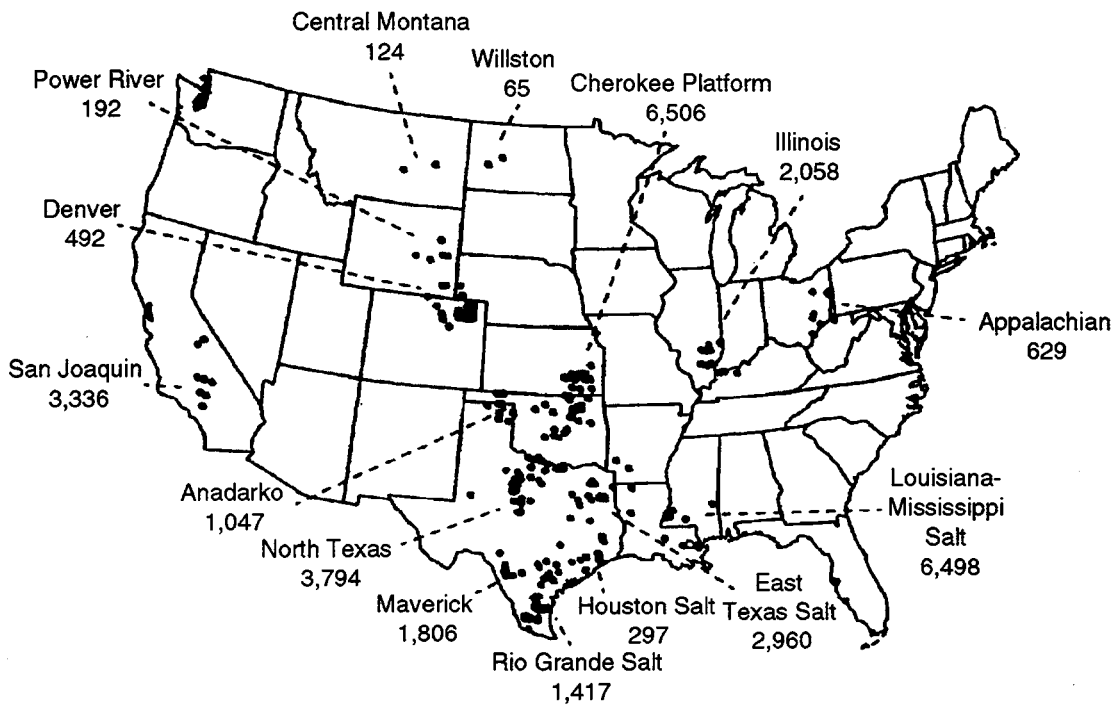 Central Montana
124
Willston
65
Power River
192
Cherokee Platform
6,506
Illinois
2,058
Denver
492
Appalachian
629
San Joaquin
3,336
Anadarko
1,047
North Texas
3,794
Maverick
1,806
Rio Grande Salt
1,417
Houston Salt
297
East
Texas Salt
2,960
Louisiana-
Mississippi
Salt
6,498